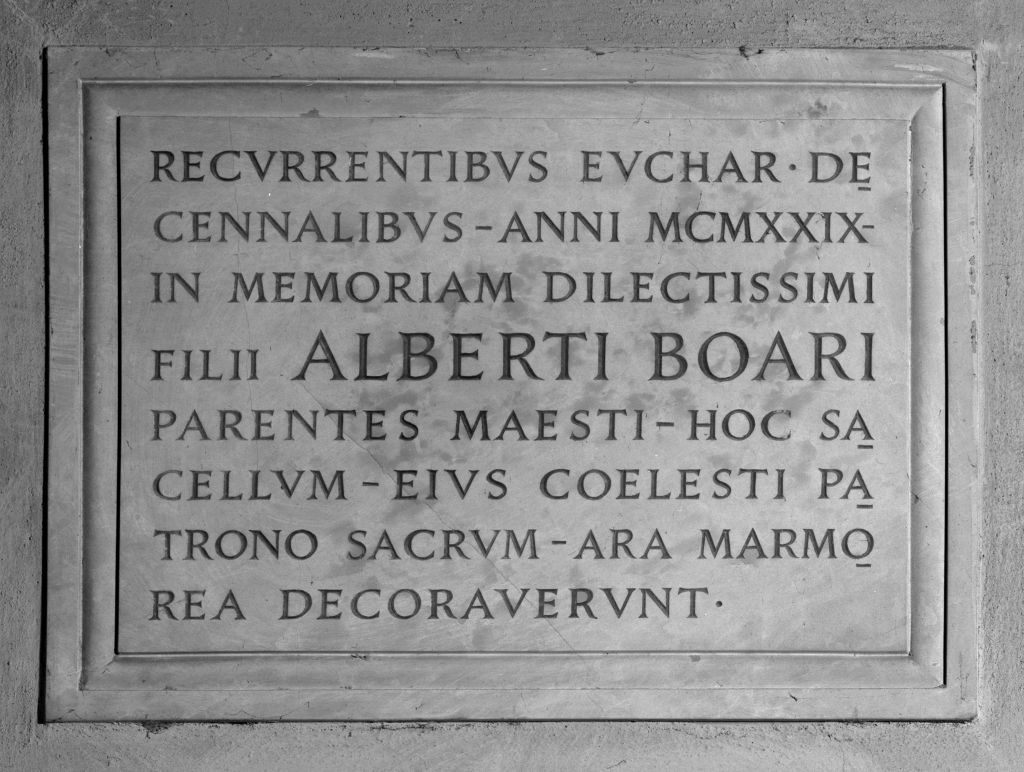 RECVRRENTIBVS EVCHAR · DE
CENNALIBVS - ANNI MCMXXIX-
IN MEMORIAM DILECTISSIMI
FILII ALBERTI BOARI
PARENTES MAESTI - HOC SA
CELLVM - EIVS COELESTI PA
TRONO SACRVM - ARA MARMO
REA DECORAVERVNT.